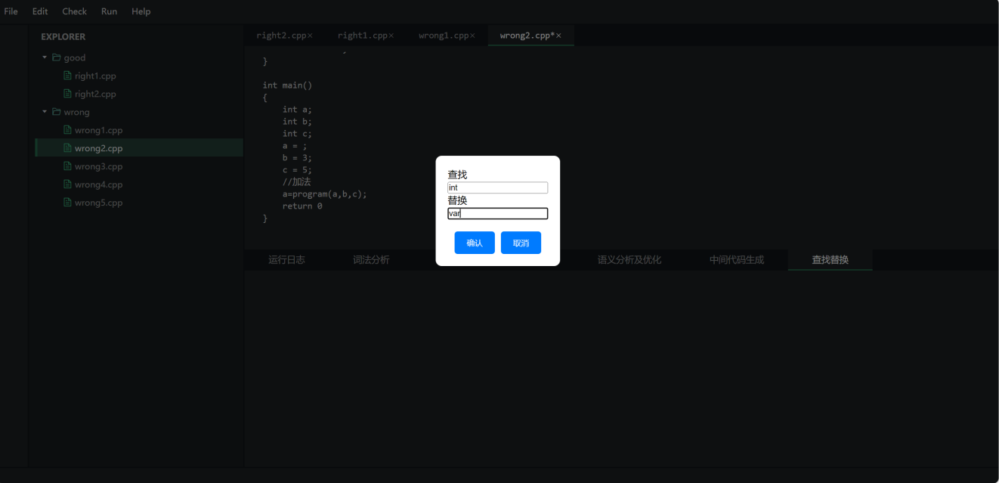 File Edit Check Run Help
EXPLORER
good
right1.cpp
right2.cpp
wrong
wrong1.cpp
wrong2.cpp
wrong3.cpp
wrong4.cpp
wrong5.cpp
right2.cpp× right1.cpp× wrong1.cpp× wrong2.cpp*×
}
int main()
{
int a;
int b;
int c;
a = ;
b = 3;
c = 5;
//加法
a=program(a,b,c);
return 0
}
查找
int
替换
var
确认 取消
运行日志 词法分析 语义分析及优化 中间代码生成 查找替换